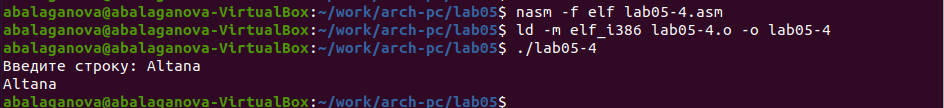 abalaganova@abalaganova-VirtualBox:~/work/arch-pc/lab05$ nasm -f elf lab05-4.asm
abalaganova@abalaganova-VirtualBox:~/work/arch-pc/lab05$ ld -m elf_i386 lab05-4.o -o lab05-4
abalaganova@abalaganova-VirtualBox:~/work/arch-pc/lab05$ ./lab05-4
Введите строку: Altana
Altana
abalaganova@abalaganova-VirtualBox:~/work/arch-pc/lab05$